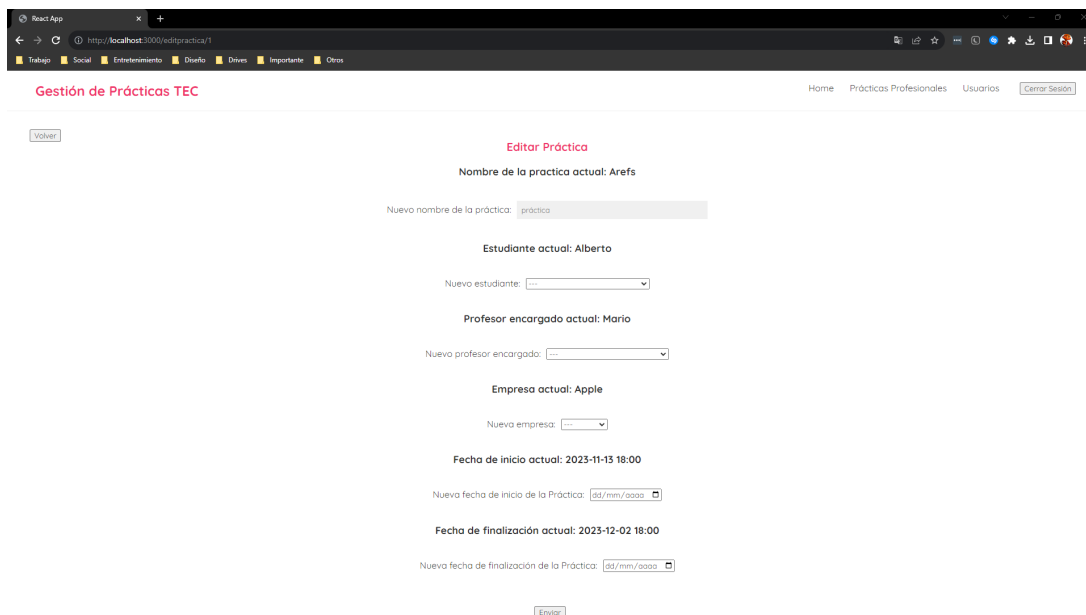 React App
http://localhost:3000/editpractica/1
Trabajo Social Entretenimiento Diseño Drives Importante Otros
Gestión de Prácticas TEC Home Prácticas Profesionales Usuarios Cerrar Sesión
Volver
Editar Práctica
Nombre de la practica actual: Arefs
Nuevo nombre de la práctica: práctica
Estudiante actual: Alberto
Nuevo estudiante: ---
Profesor encargado actual: Mario
Nuevo profesor encargado: ---
Empresa actual: Apple
Nueva empresa: ---
Fecha de inicio actual: 2023-11-13 18:00
Nueva fecha de inicio de la Práctica: dd/mm/aaaa
Fecha de finalización actual: 2023-12-02 18:00
Nueva fecha de finalización de la Práctica: dd/mm/aaaa
Enviar